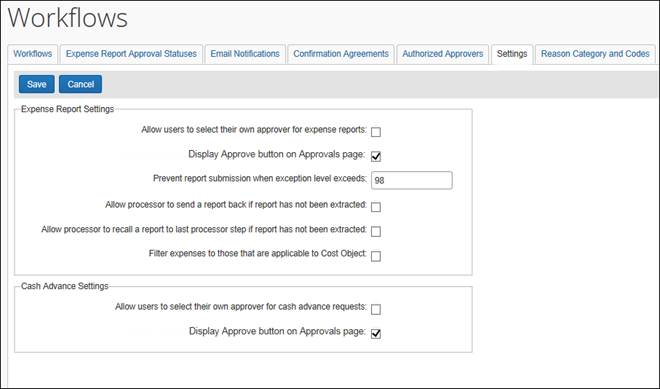 Workflows
Workflows Expense Report Approval Statuses Email Notifications Confirmation Agreements Authorized Approvers Settings Reason Category and Codes
Save Cancel
Expense Report Settings
Allow users to select their own approver for expense reports:
Display Approve button on Approvals page:
Prevent report submission when exception level exceeds: 98
Allow processor to send a report back if report has not been extracted:
Allow processor to recall a report to last processor step if report has not been extracted:
Filter expenses to those that are applicable to Cost Object:
Cash Advance Settings
Allow users to select their own approver for cash advance requests:
Display Approve button on Approvals page: